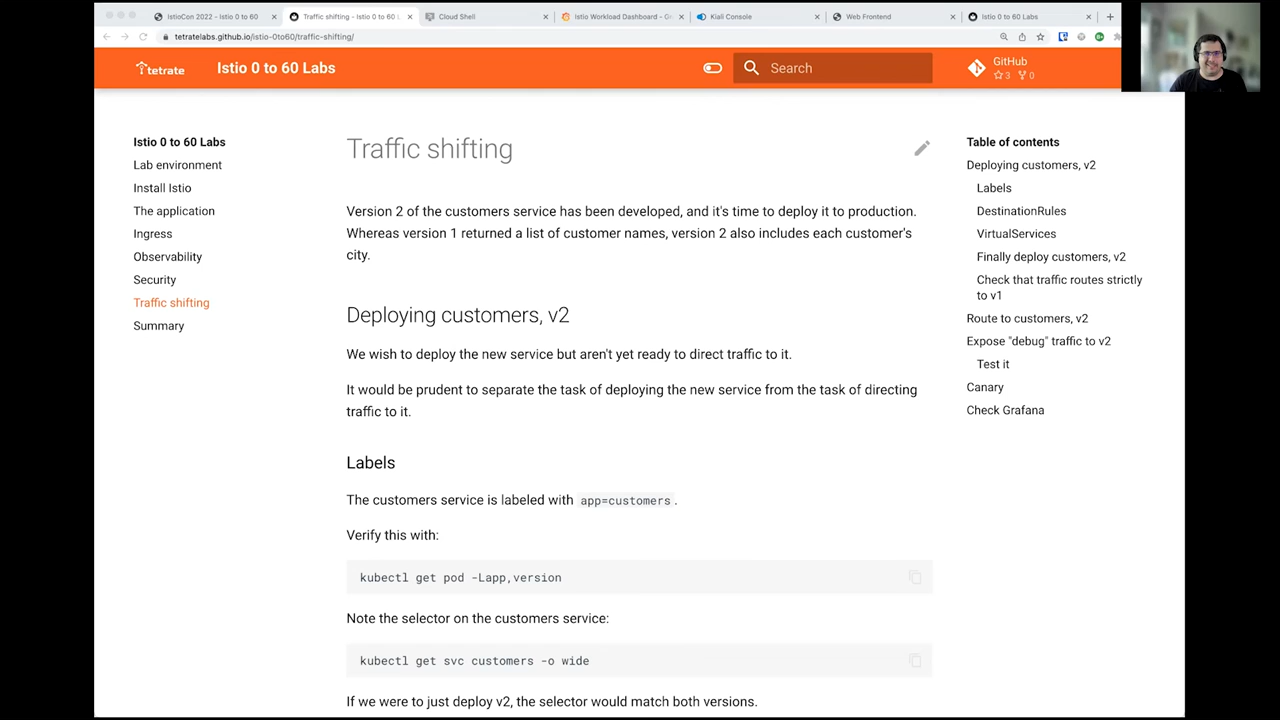 IstioCon 2022 - Istio 0 to 60
Traffic shifting - Istio 0 to 60 L
Cloud Shell
Istio Workload Dashboard - Gr
Kiali Console
Web Frontend
Istio 0 to 60 Labs
tetratelabs.github.io/istio-0to60/traffic-shifting/
tetrate
Istio 0 to 60 Labs
Search
GitHub
3 0
Istio 0 to 60 Labs
Lab environment
Install Istio
The application
Ingress
Observability
Security
Traffic shifting
Summary
Traffic shifting
Version 2 of the customers service has been developed, and it's time to deploy it to production.
Whereas version 1 returned a list of customer names, version 2 also includes each customer's
city.
Deploying customers, v2
We wish to deploy the new service but aren't yet ready to direct traffic to it.
It would be prudent to separate the task of deploying the new service from the task of directing
traffic to it.
Labels
The customers service is labeled with app=customers.
Verify this with:
kubectl get pod -Lapp,version
Note the selector on the customers service:
kubectl get svc customers -o wide
If we were to just deploy v2, the selector would match both versions.
Table of contents
Deploying customers, v2
Labels
DestinationRules
VirtualServices
Finally deploy customers, v2
Check that traffic routes strictly
to v1
Route to customers, v2
Expose "debug" traffic to v2
Test it
Canary
Check Grafana